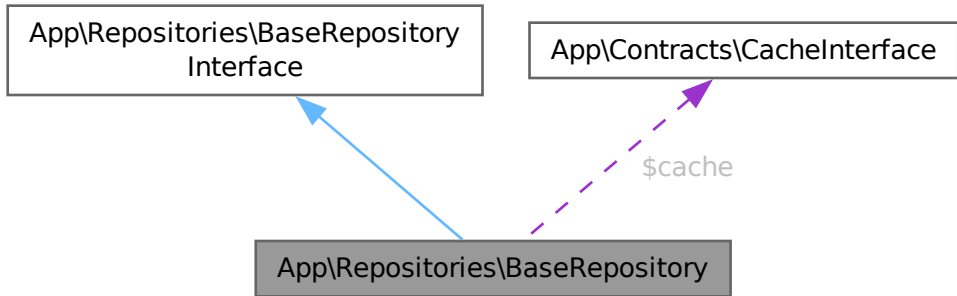 App\Repositories\BaseRepository
Interface
App\Contracts\CacheInterface
$cache
App\Repositories\BaseRepository